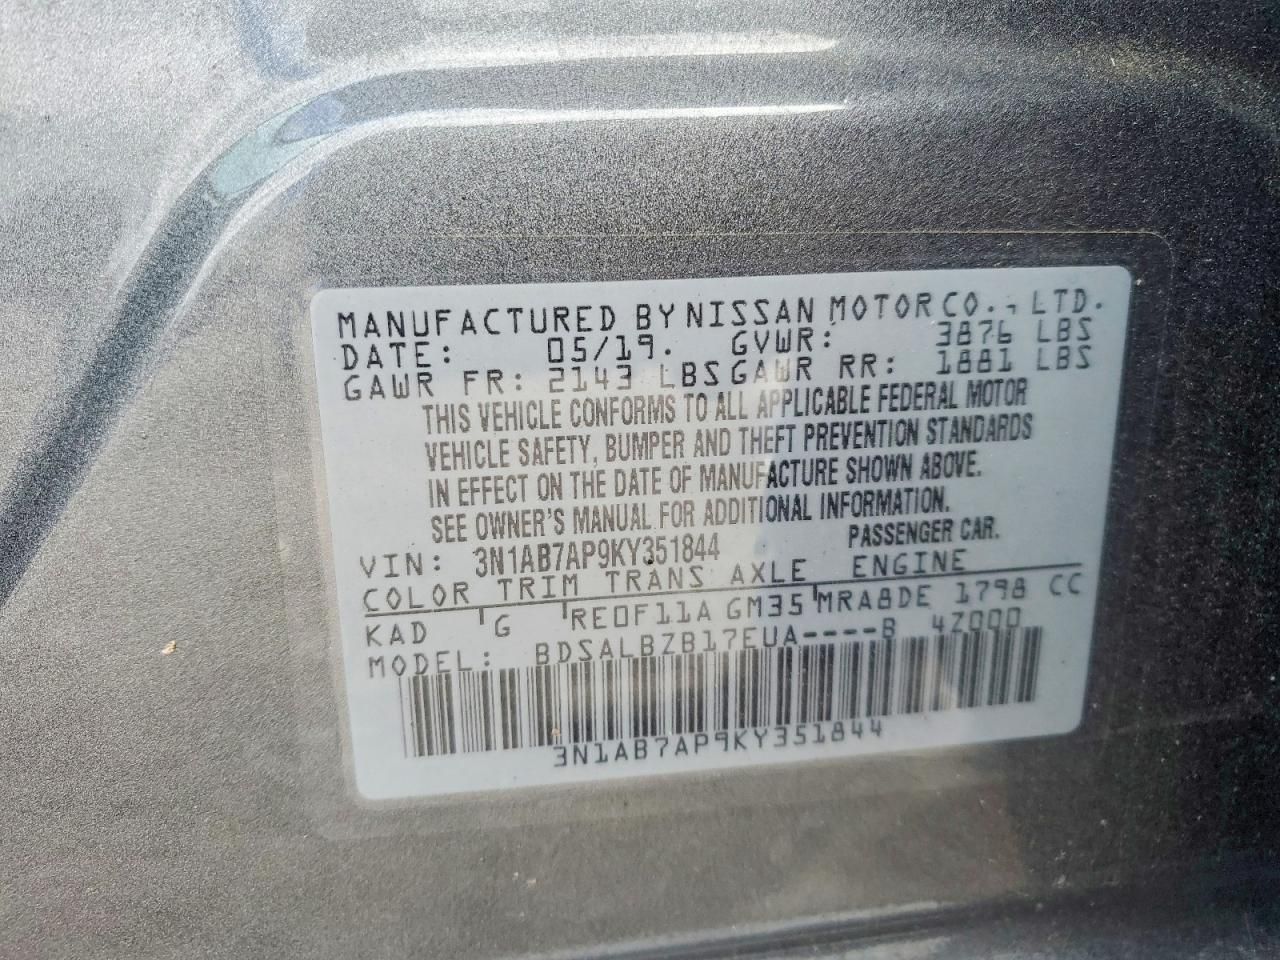 MANUFACTURED BY NISSAN MOTOR CO., LTD.
DATE: 05/19. GVWR: 3876 LBS
GAWR FR: 2143 LBS GAWR RR: 1881 LBS
THIS VEHICLE CONFORMS TO ALL APPLICABLE FEDERAL MOTOR
VEHICLE SAFETY, BUMPER AND THEFT PREVENTION STANDARDS
IN EFFECT ON THE DATE OF MANUFACTURE SHOWN ABOVE.
SEE OWNER'S MANUAL FOR ADDITIONAL INFORMATION.
VIN: 3N1AB7AP9KY351844 PASSENGER CAR.
COLOR TRIM TRANS AXLE ENGINE
KAD G RE0F11A GM35 MRA8DE 1798 CC
MODEL: BDSALBZB17EUA----B 4Z000
3N1AB7AP9KY351844